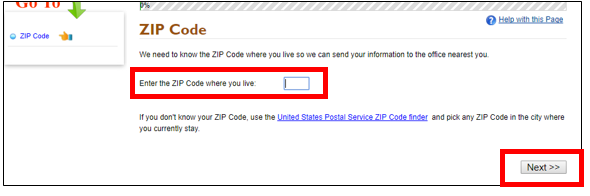 Go To
0%
Help with this Page
ZIP Code
ZIP Code
We need to know the ZIP Code where you live so we can send your information to the office nearest you.
Enter the ZIP Code where you live:
If you don't know your ZIP Code, use the United States Postal Service ZIP Code finder and pick any ZIP Code in the city where
you currently stay.
Next >>